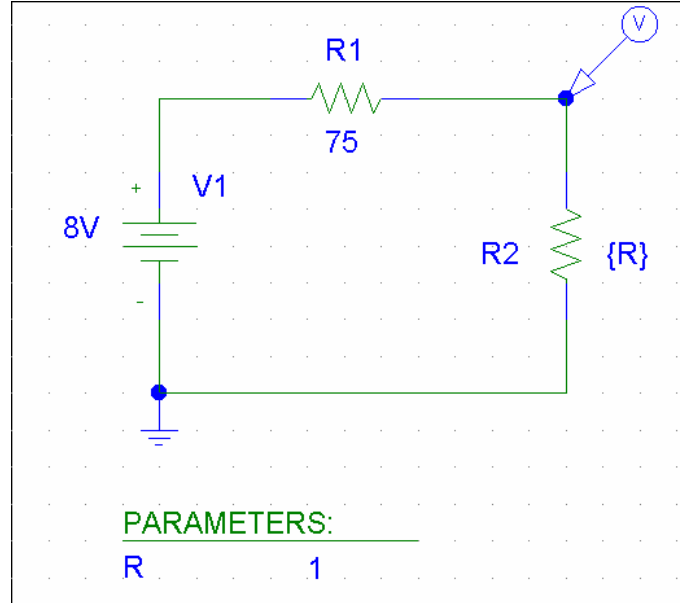 V
R1
75
+
V1
8V
R2 {R}
-
PARAMETERS:
R 1